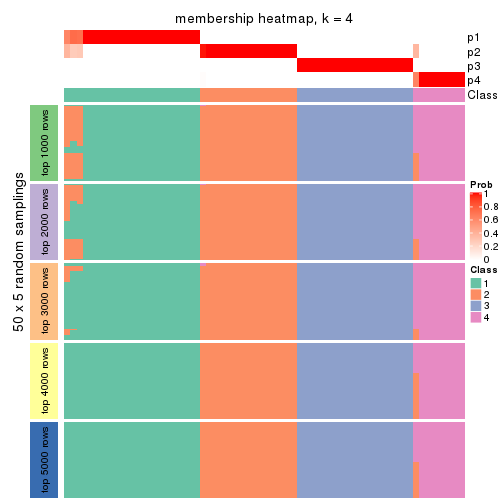 membership heatmap, k = 4
p1
p2
p3
p4
Class
50 x 5 random samplings
top 1000 rows
top 2000 rows
top 3000 rows
top 4000 rows
top 5000 rows
Prob
1
0.8
0.6
0.4
0.2
0
Class
1
2
3
4